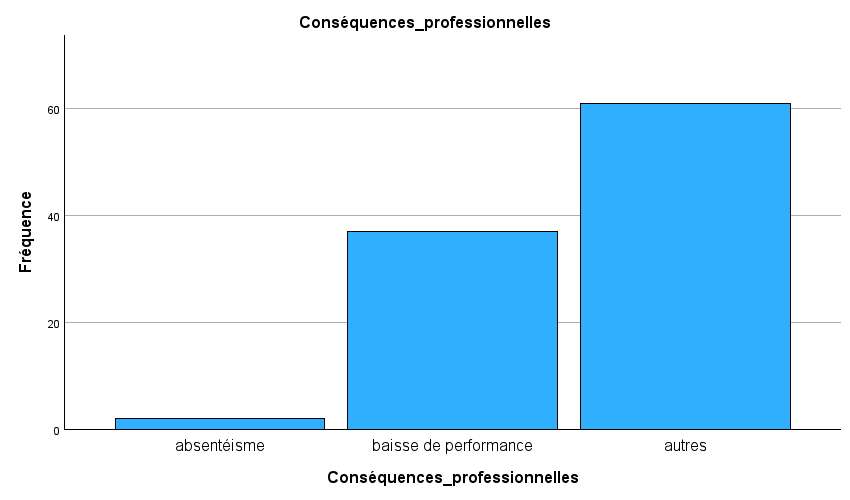 Conséquences_professionnelles
60
40
20
0
Fréquence
absentéisme baisse de performance autres
Conséquences_professionnelles